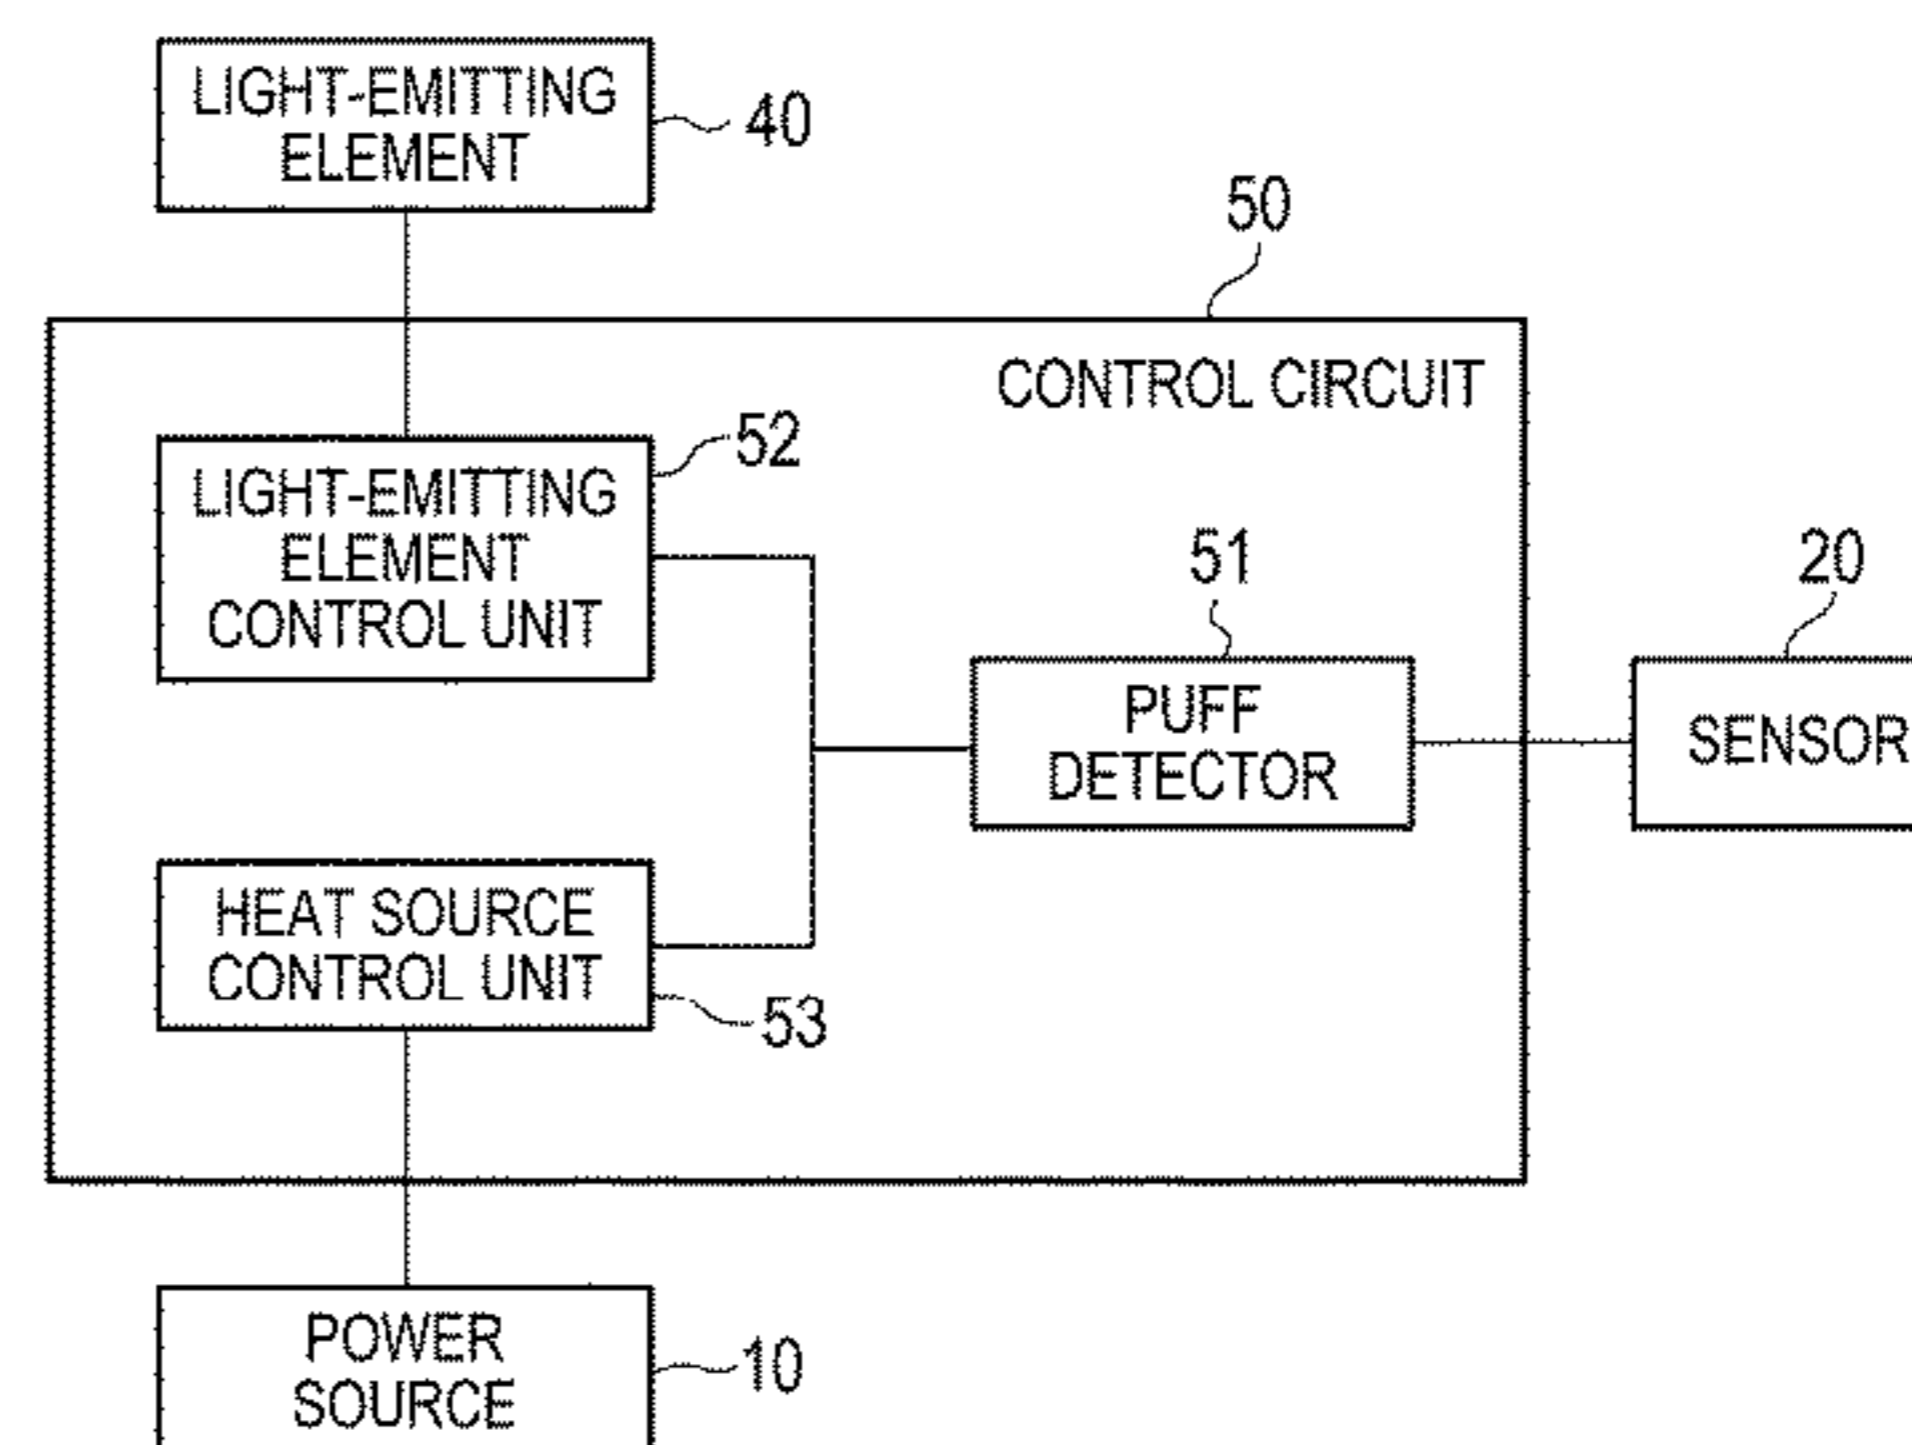 LIGHT-EMITTING
ELEMENT
40
50
CONTROL CIRCUIT
52
LIGHT-EMITTING
ELEMENT
CONTROL UNIT
51
20
PUFF
DETECTOR
SENSOR
HEAT SOURCE
CONTROL UNIT
53
POWER
SOURCE
10